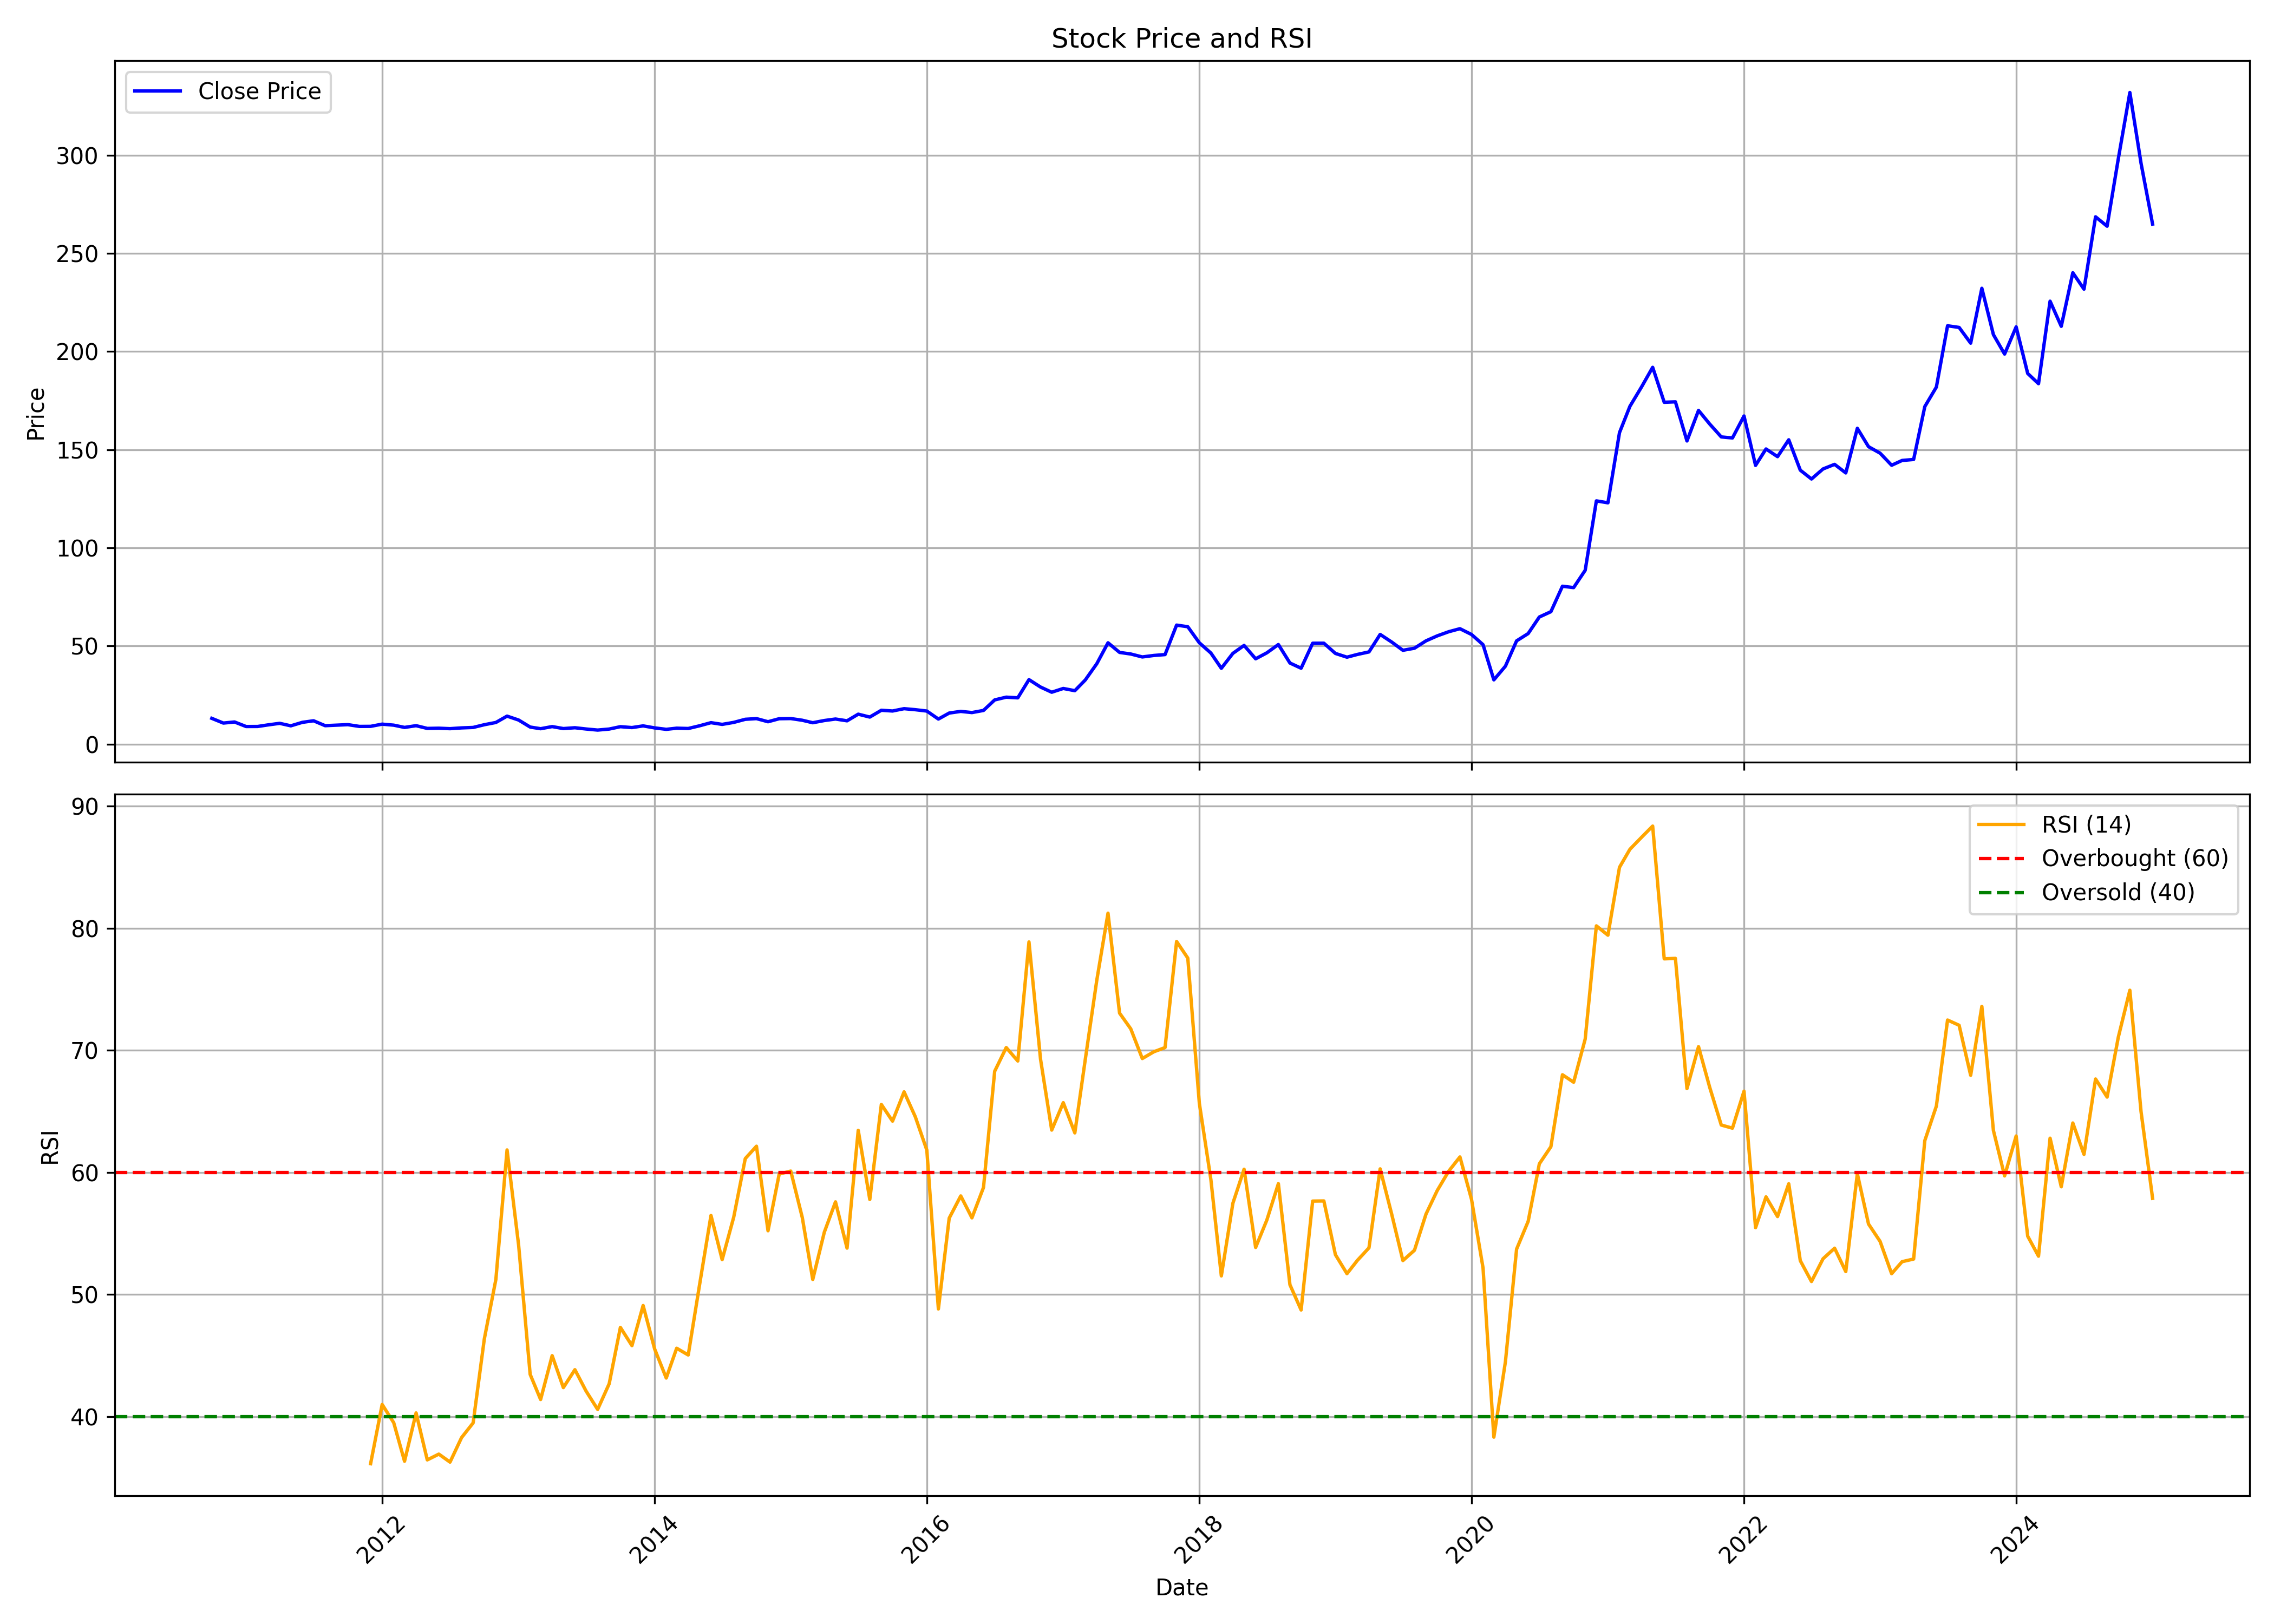 Stock Price and RSI
Close Price
Price
300
250
200
150
100
50
0
RSI (14)
Overbought (60)
Oversold (40)
RSI
90
80
70
60
50
40
2012
2014
2016
2018
2020
2022
2024
Date